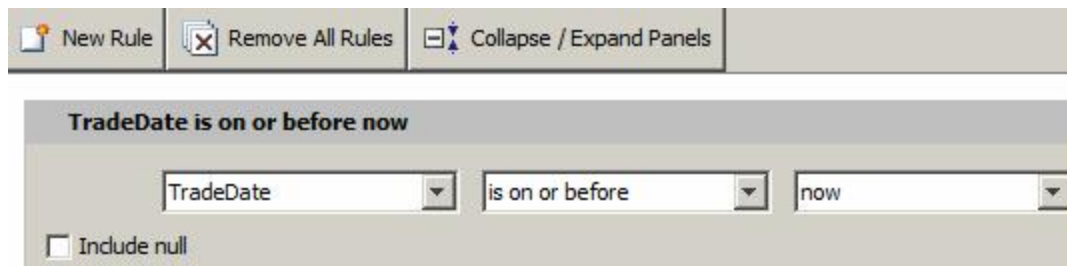 New Rule Remove All Rules Collapse / Expand Panels
TradeDate is on or before now
TradeDate is on or before now
Include null